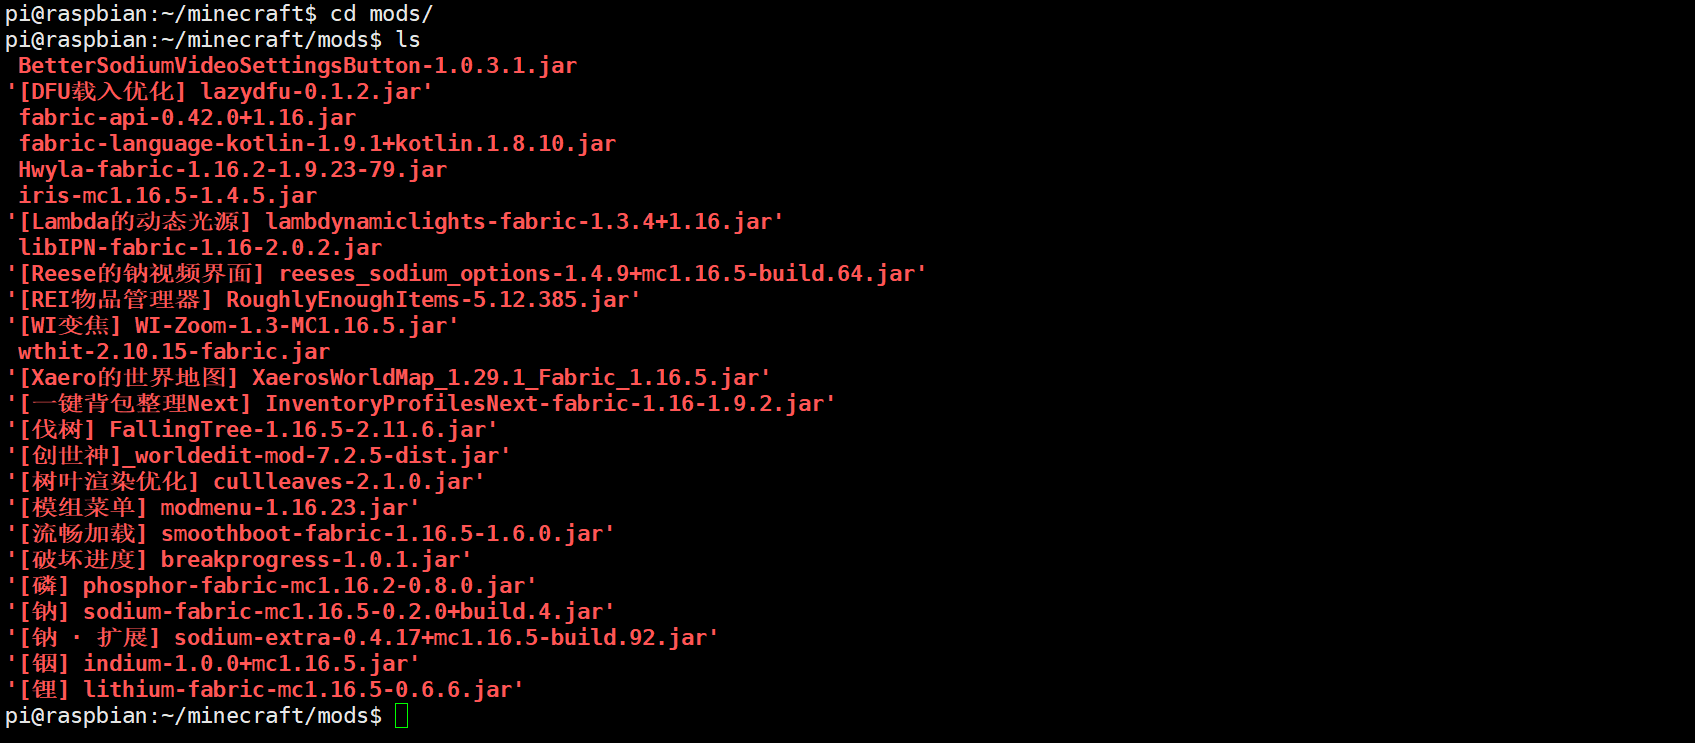 pi@raspbian:~/minecraft$ cd mods/
pi@raspbian:~/minecraft/mods$ ls
BetterSodiumVideoSettingsButton-1.0.3.1.jar
'[DFU载入优化] lazydfu-0.1.2.jar'
fabric-api-0.42.0+1.16.jar
fabric-language-kotlin-1.9.1+kotlin.1.8.10.jar
Hwyla-fabric-1.16.2-1.9.23-79.jar
iris-mc1.16.5-1.4.5.jar
'[Lambda的动态光源] lambdynamiclights-fabric-1.3.4+1.16.jar'
libIPN-fabric-1.16-2.0.2.jar
'[Reese的钠视频界面] reeses_sodium_options-1.4.9+mc1.16.5-build.64.jar'
'[REI物品管理器] RoughlyEnoughItems-5.12.385.jar'
'[WI变焦] WI-Zoom-1.3-MC1.16.5.jar'
wthit-2.10.15-fabric.jar
'[Xaero的世界地图] XaerosWorldMap_1.29.1_Fabric_1.16.5.jar'
'[一键背包整理Next] InventoryProfilesNext-fabric-1.16-1.9.2.jar'
'[伐树] FallingTree-1.16.5-2.11.6.jar'
'[创世神]_worldedit-mod-7.2.5-dist.jar'
'[树叶渲染优化] cullleaves-2.1.0.jar'
'[模组菜单] modmenu-1.16.23.jar'
'[流畅加载] smoothboot-fabric-1.16.5-1.6.0.jar'
'[破坏进度] breakprogress-1.0.1.jar'
'[磷] phosphor-fabric-mc1.16.2-0.8.0.jar'
'[钠] sodium-fabric-mc1.16.5-0.2.0+build.4.jar'
'[钠 · 扩展] sodium-extra-0.4.17+mc1.16.5-build.92.jar'
'[铟] indium-1.0.0+mc1.16.5.jar'
'[锂] lithium-fabric-mc1.16.5-0.6.6.jar'
pi@raspbian:~/minecraft/mods$